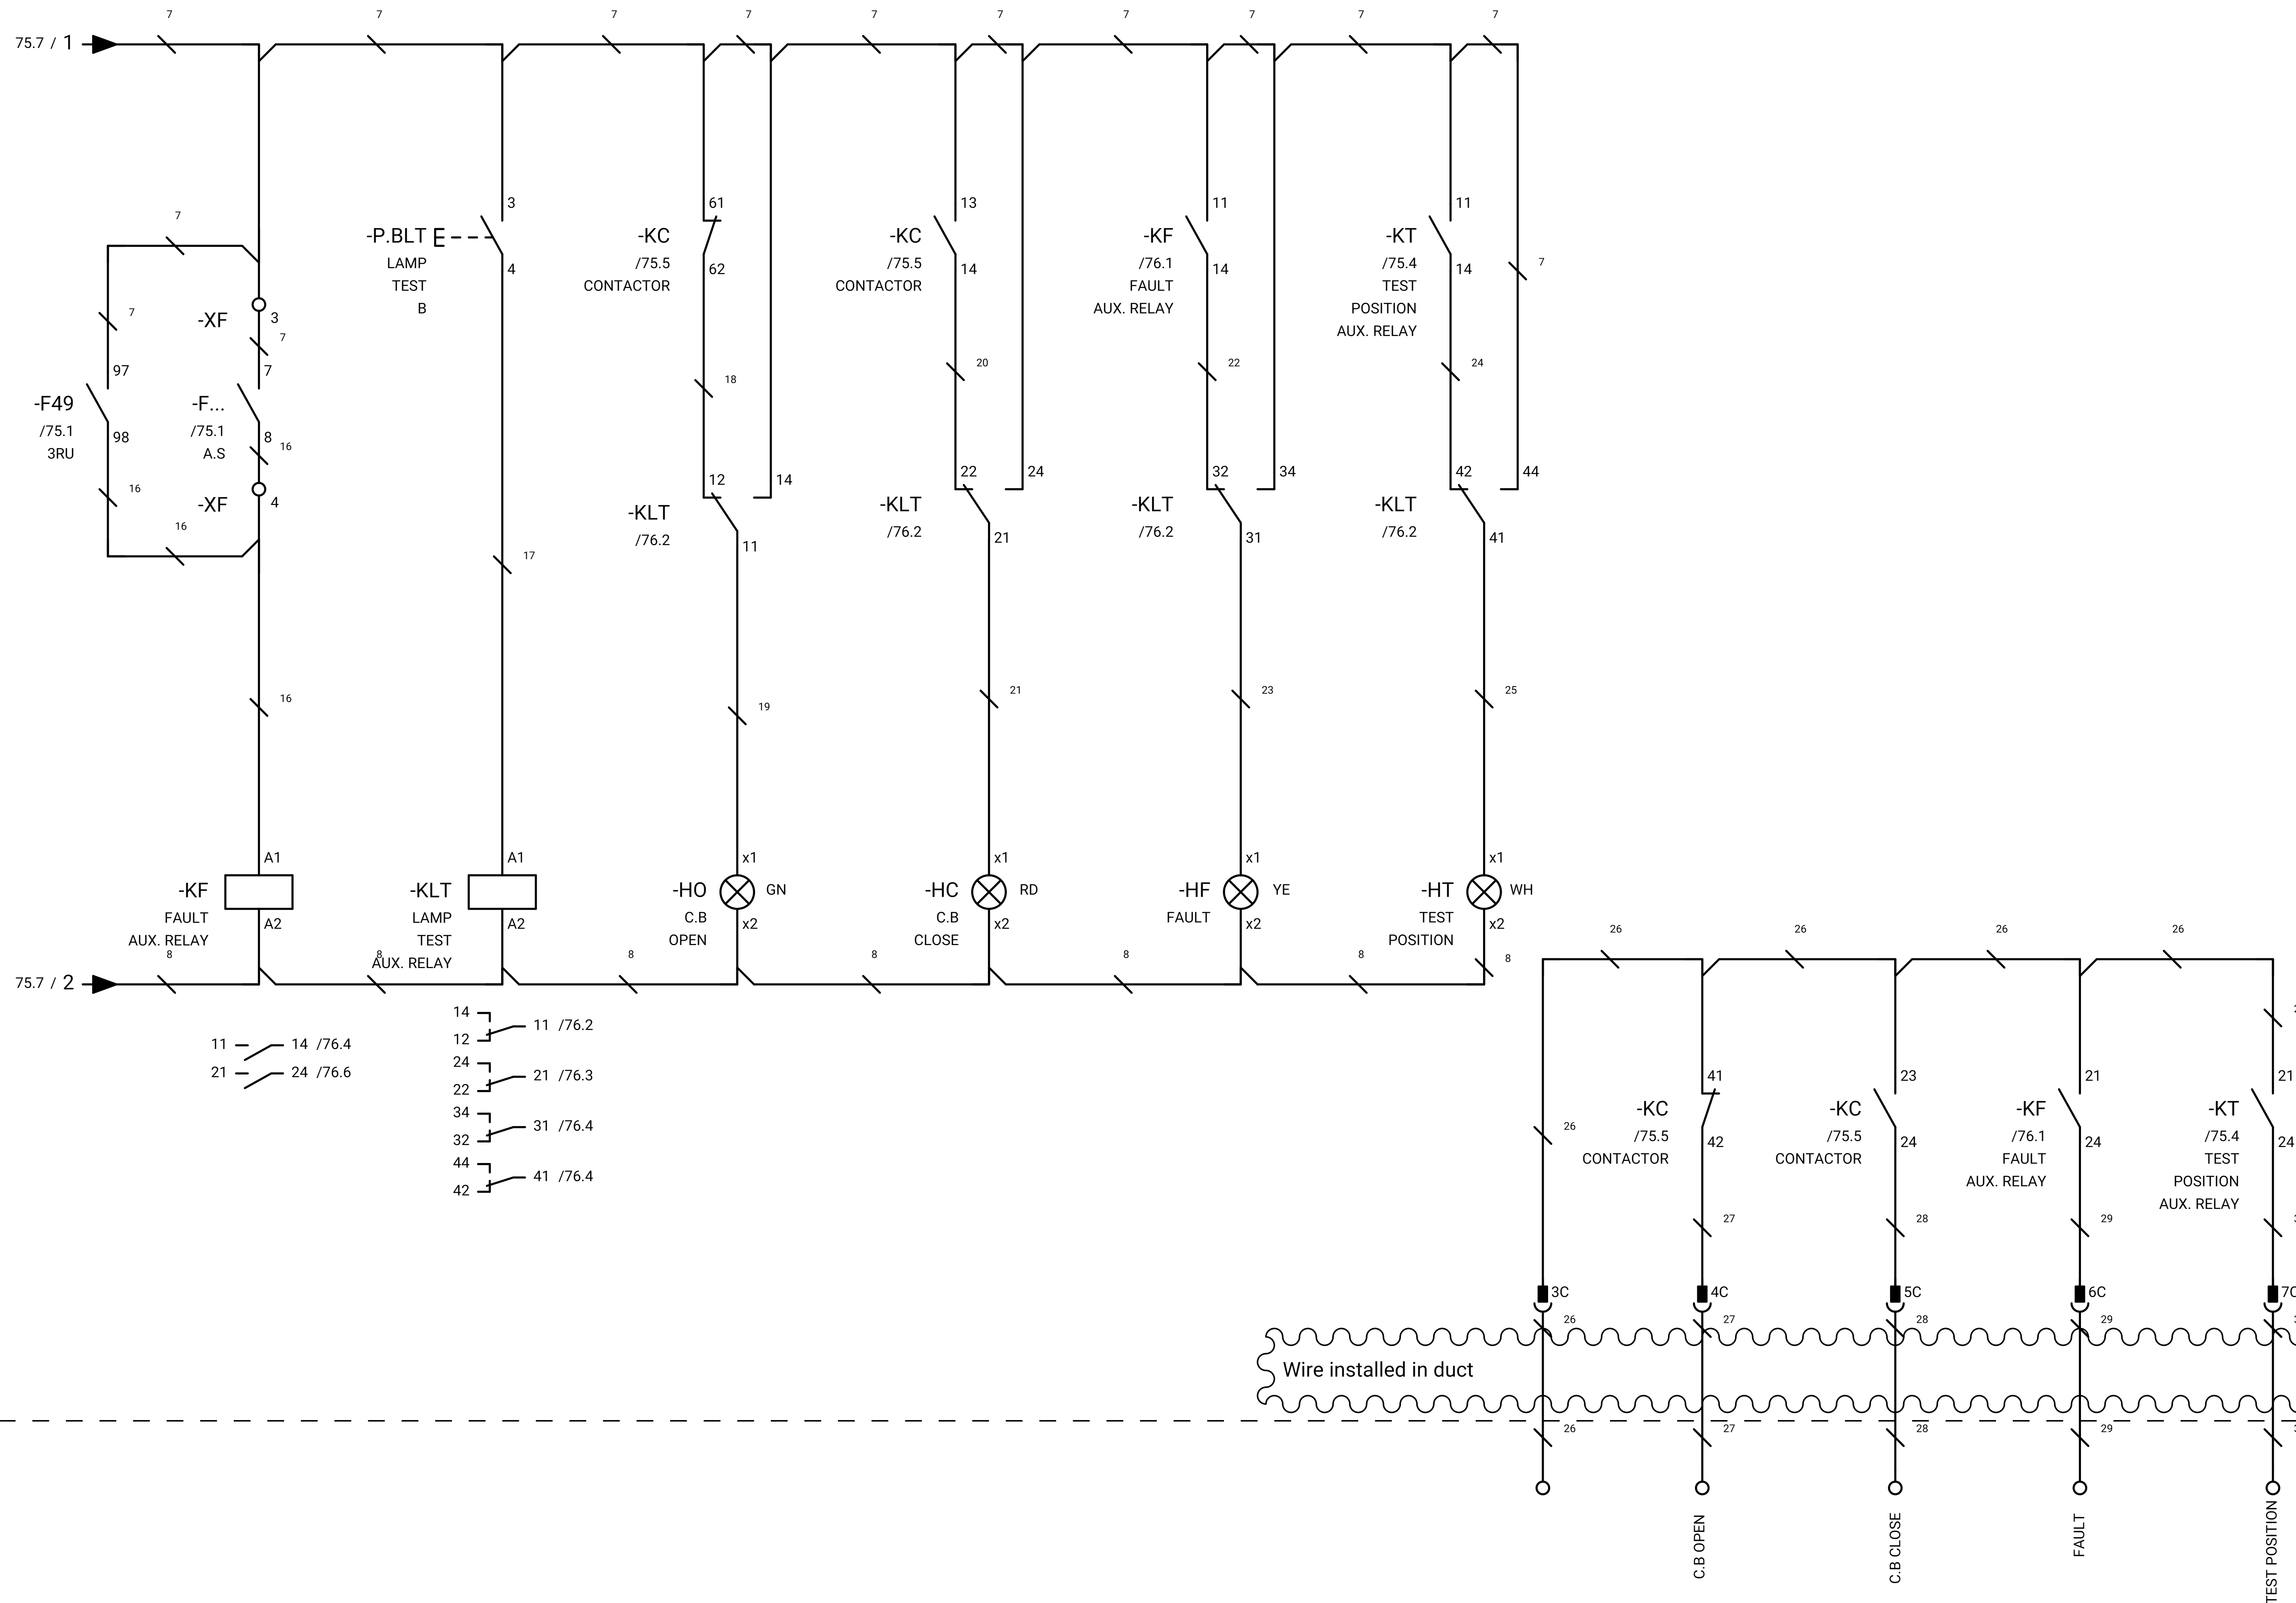 7 7 7 7 7 7 7 7 7 7
75.7 / 1
3 61 13 11 11
-P.BLT -KC -KC -KF -KT
LAMP /75.5 /75.5 /76.1 /75.4
TEST CONTACTOR CONTACTOR FAULT TEST
B AUX. RELAY POSITION
AUX. RELAY
4 62 14 14 14
7
7
-XF 3
7 7
97 7
-F49 -F...
/75.1 /75.1
3RU A.S
98 8
16 16
-XF 4
16
17
18 20 22 24
12 14 22 24 32 34 42 44
-KLT -KLT -KLT -KLT
/76.2 /76.2 /76.2 /76.2
11 21 31 41
16 19 21 23 25
A1 A1 x1 x1 x1 x1
-KF -KLT -HO GN -HC RD -HF YE -HT WH
FAULT LAMP C.B C.B FAULT TEST
AUX. RELAY TEST OPEN CLOSE POSITION
AUX. RELAY
A2 A2 x2 x2 x2 x2
8 8 8 8 8 8 8
75.7 / 2
11 14 /76.4
21 24 /76.6
14
12 11 /76.2
24
22 21 /76.3
34
32 31 /76.4
44
42 41 /76.4
26 26 26 26
41 23 21 21
-KC -KC -KF -KT
/75.5 /75.5 /76.1 /75.4
CONTACTOR CONTACTOR FAULT TEST
AUX. RELAY POSITION
AUX. RELAY
42 24 24 24
26 27 28 29
3C 4C 5C 6C
26 27 28 29
Wire installed in duct
26 27 28 29
C.B OPEN
C.B CLOSE
FAULT
TEST POSITION